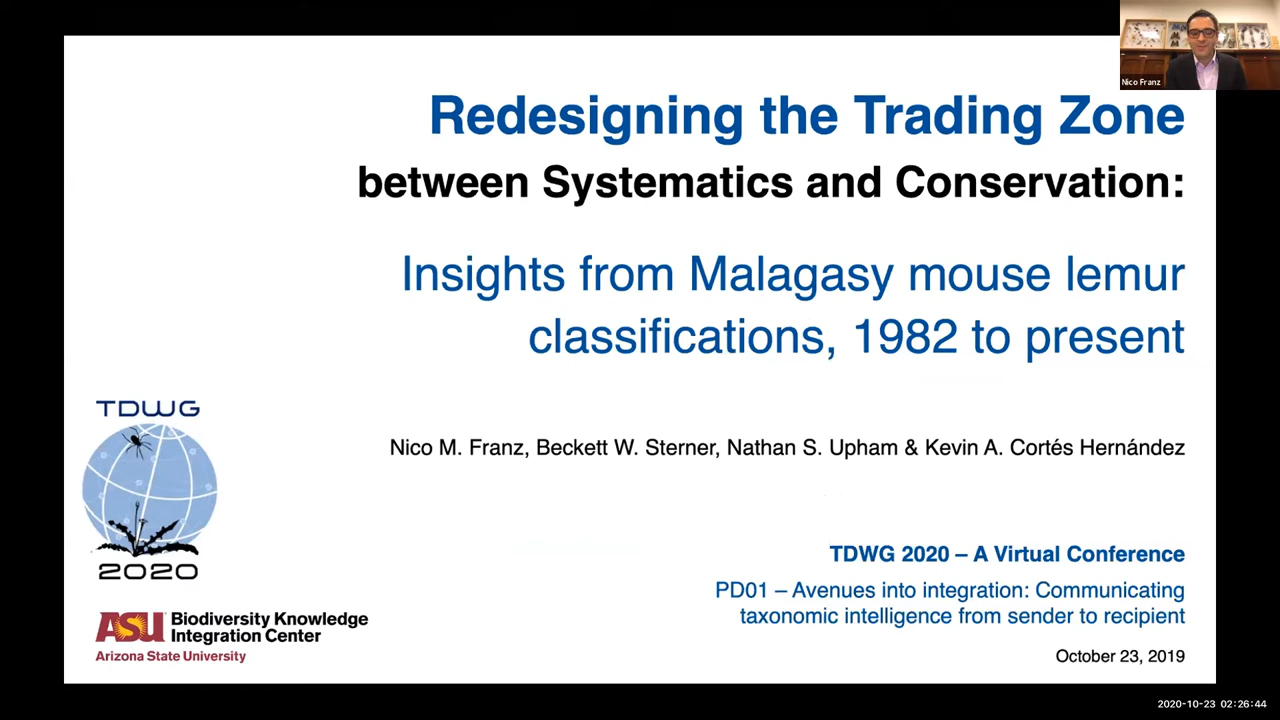 Nico Franz
Redesigning the Trading Zone
between Systematics and Conservation:
Insights from Malagasy mouse lemur
classifications, 1982 to present
Nico M. Franz, Beckett W. Sterner, Nathan S. Upham & Kevin A. Cortés Hernández
TDWG
2020
TDWG 2020 – A Virtual Conference
PD01 – Avenues into integration: Communicating
taxonomic intelligence from sender to recipient
October 23, 2019
ASU Biodiversity Knowledge
Integration Center
Arizona State University
2020-10-23 02:26:44